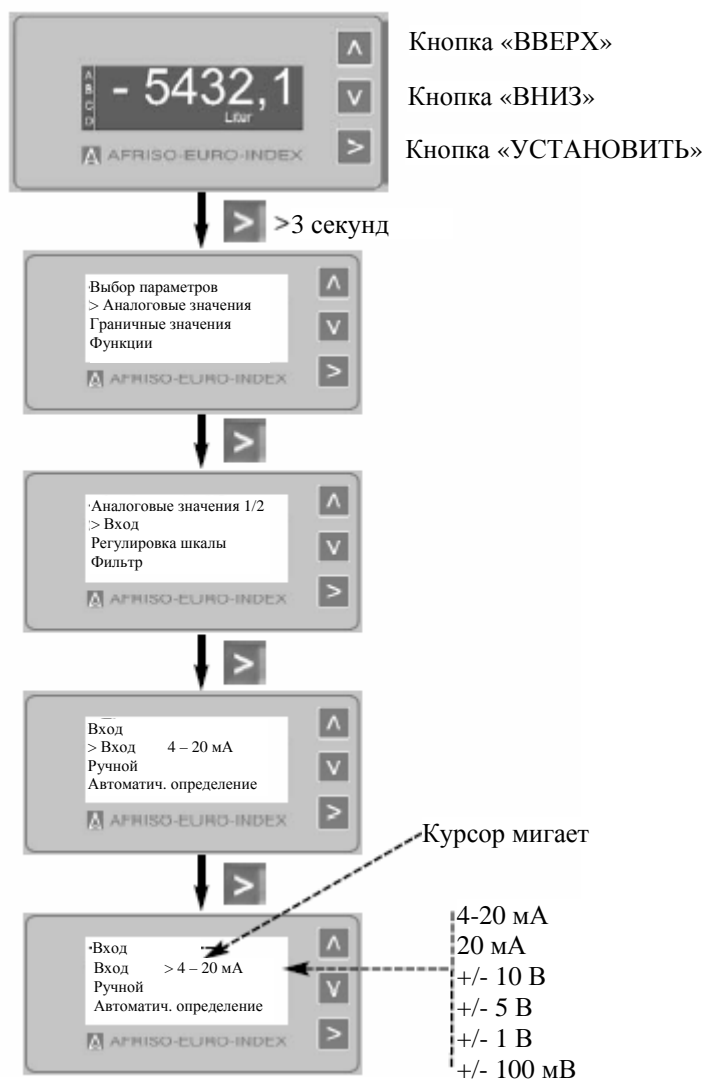 Кнопка «ВВЕРХ»
A
B
C
D
- 5432,1
Liter
Кнопка «ВНИЗ»
AFRISO-EURO-INDEX
Кнопка «УСТАНОВИТЬ»
>
>3 секунд
Выбор параметров
> Аналоговые значения
Граничные значения
Функции
AFRISO-EURO-INDEX
>
Аналоговые значения 1/2
> Вход
Регулировка шкалы
Фильтр
AFRISO-EURO-INDEX
>
Вход
> Вход 4 – 20 мА
Ручной
Автоматич. определение
AFRISO-EURO-INDEX
Курсор мигает
>
Вход
Вход > 4 – 20 мА
Ручной
Автоматич. определение
AFRISO-EURO-INDEX
4-20 мА
20 мА
+/- 10 В
+/- 5 В
+/- 1 В
+/- 100 мВ